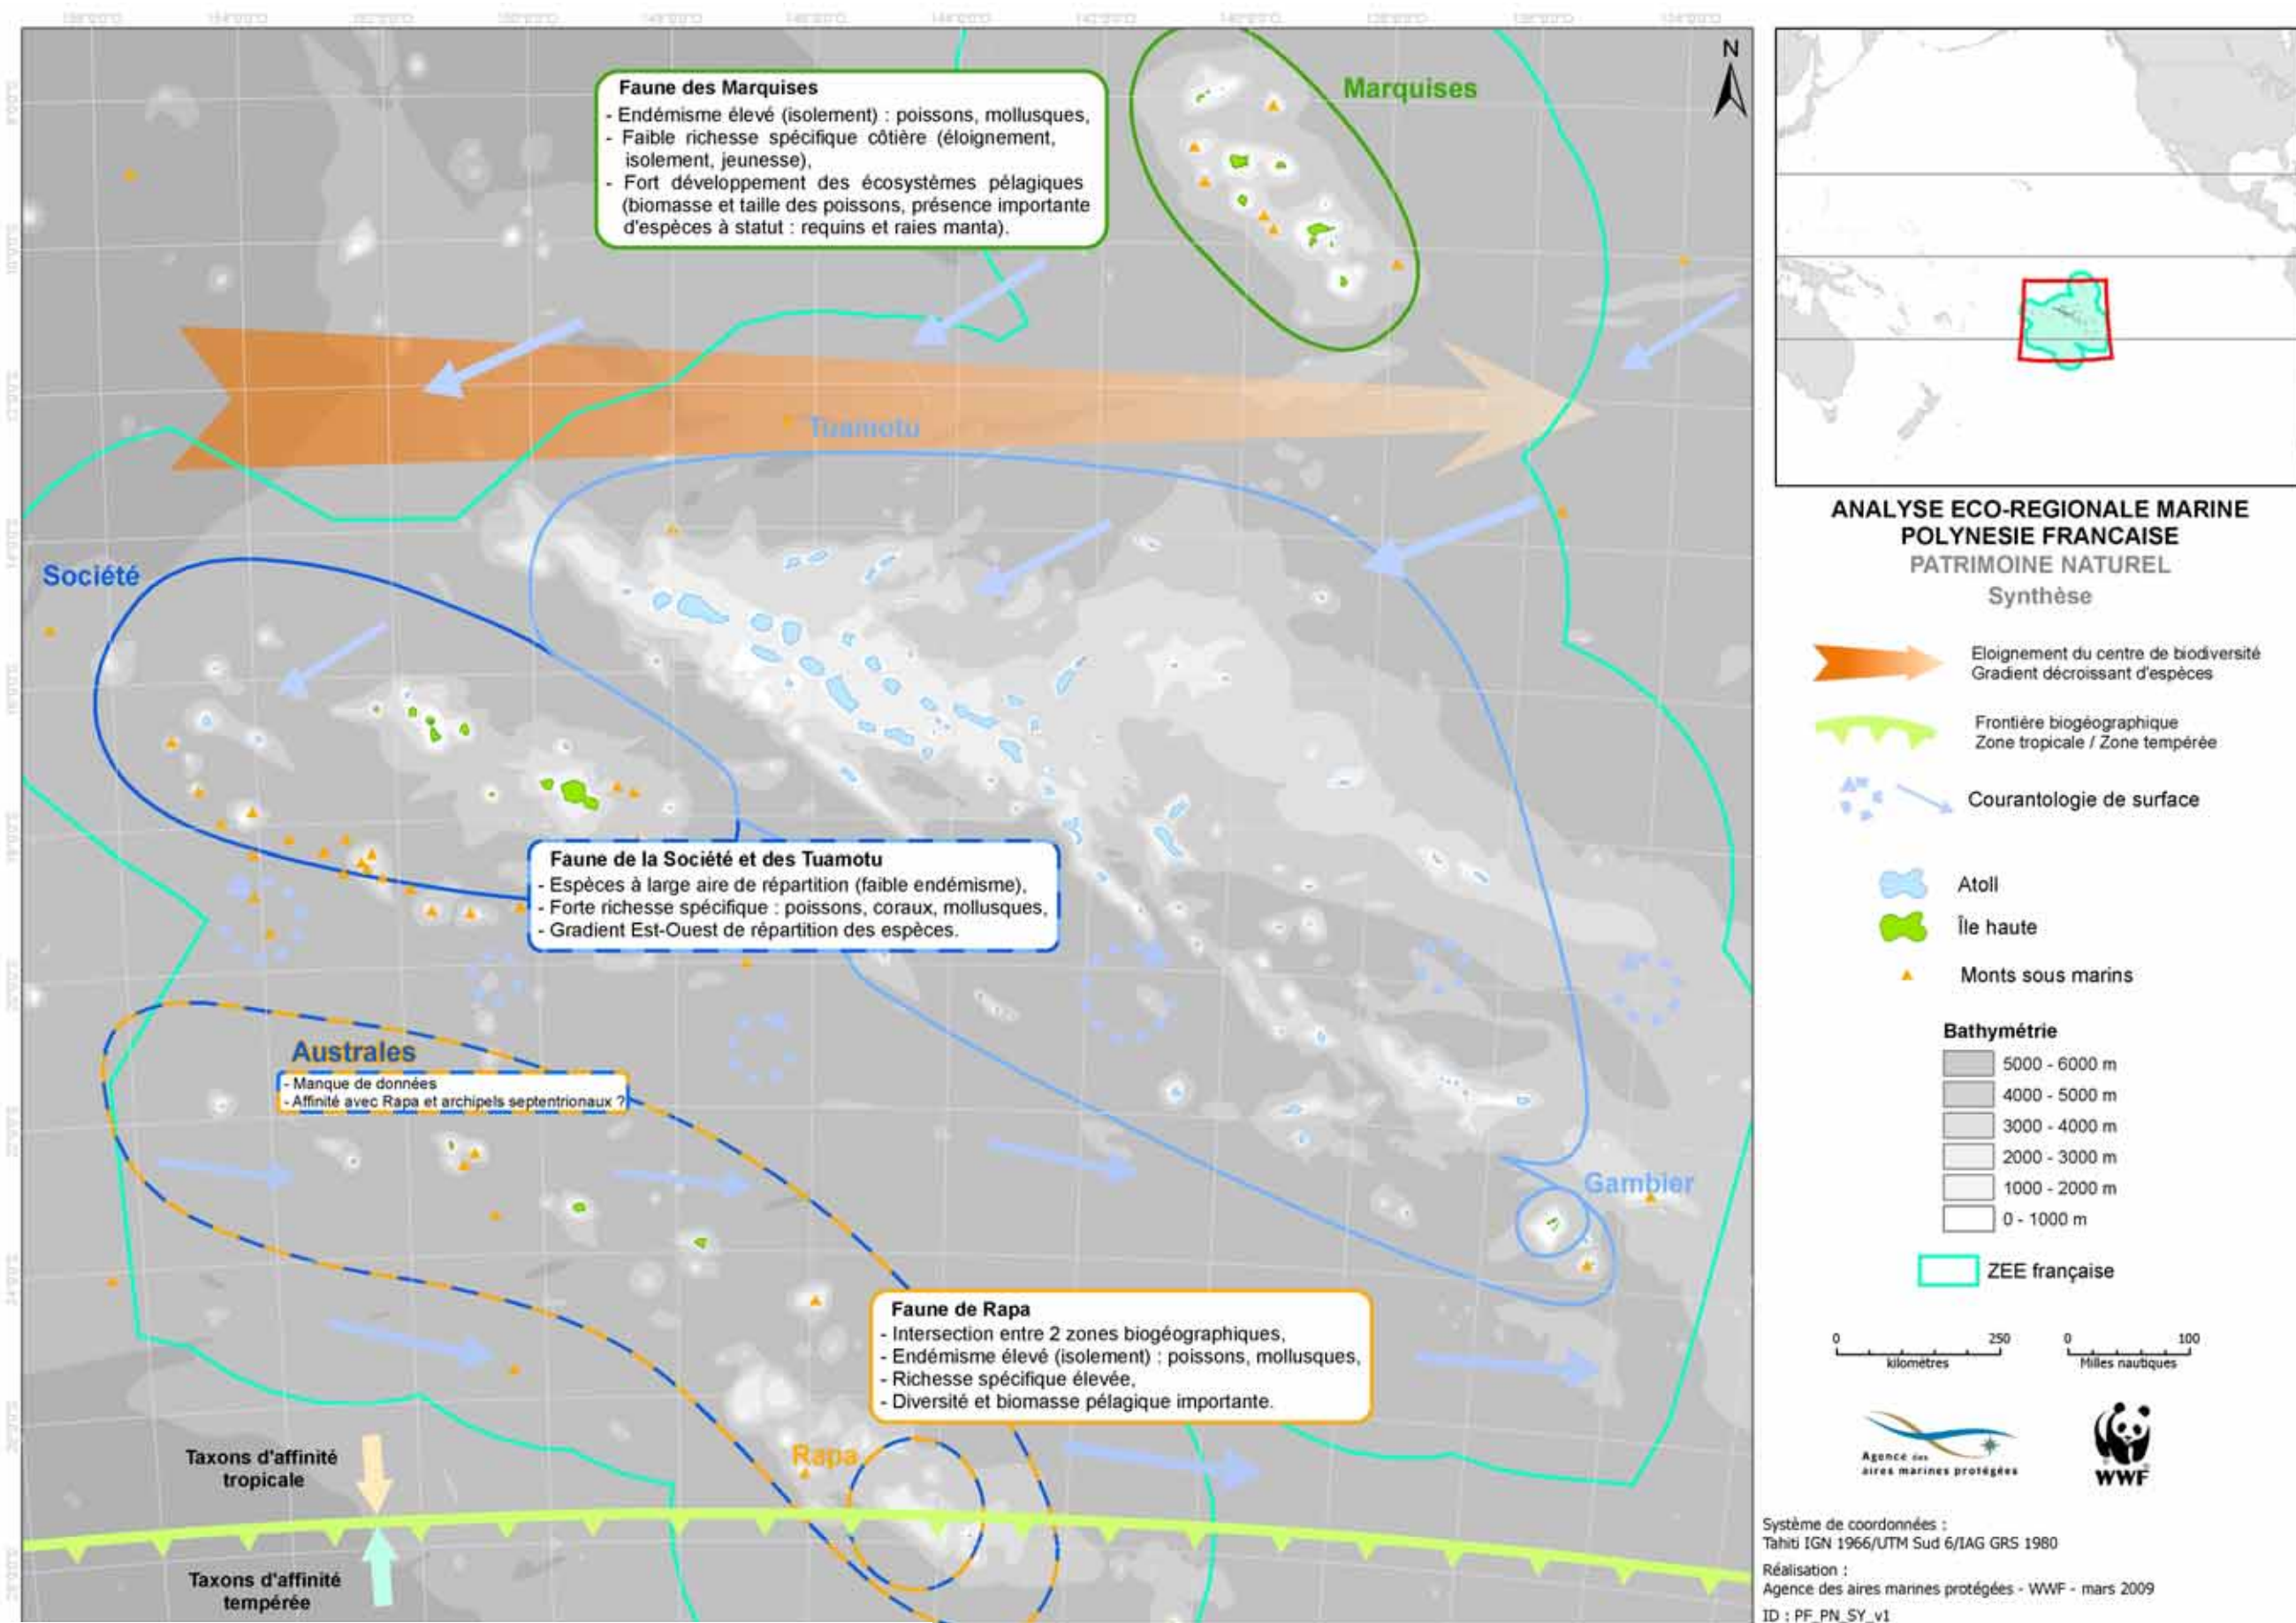 N
Faune des Marquises
- Endémisme élevé (isolement) : poissons, mollusques,
- Faible richesse spécifique côtière (éloignement,
isolement, jeunesse),
- Fort développement des écosystèmes pélagiques
(biomasse et taille des poissons, présence importante
d'espèces à statut : requins et raies manta).
Marquises
Tuamotu
Société
Faune de la Société et des Tuamotu
- Espèces à large aire de répartition (faible endémisme),
- Forte richesse spécifique : poissons, coraux, mollusques,
- Gradient Est-Ouest de répartition des espèces.
Australes
- Manque de données
- Affinité avec Rapa et archipels septentrionaux ?
Gambier
Faune de Rapa
- Intersection entre 2 zones biogéographiques,
- Endémisme élevé (isolement) : poissons, mollusques,
- Richesse spécifique élevée,
- Diversité et biomasse pélagique importante.
Rapa
Taxons d'affinité
tropicale
Taxons d'affinité
tempérée
ANALYSE ECO-REGIONALE MARINE
POLYNESIE FRANCAISE
PATRIMOINE NATUREL
Synthèse
Eloignement du centre de biodiversité
Gradient décroissant d'espèces
Frontière biogéographique
Zone tropicale / Zone tempérée
Courantologie de surface
Atoll
Île haute
Monts sous marins
Bathymétrie
5000 - 6000 m
4000 - 5000 m
3000 - 4000 m
2000 - 3000 m
1000 - 2000 m
0 - 1000 m
ZEE française
0 250 0 100
kilomètres Milles nautiques
Agence des
aires marines protégées
WWF
Système de coordonnées :
Tahiti IGN 1966/UTM Sud 6/IAG GRS 1980
Réalisation :
Agence des aires marines protégées - WWF - mars 2009
ID : PF_PN_SY_v1